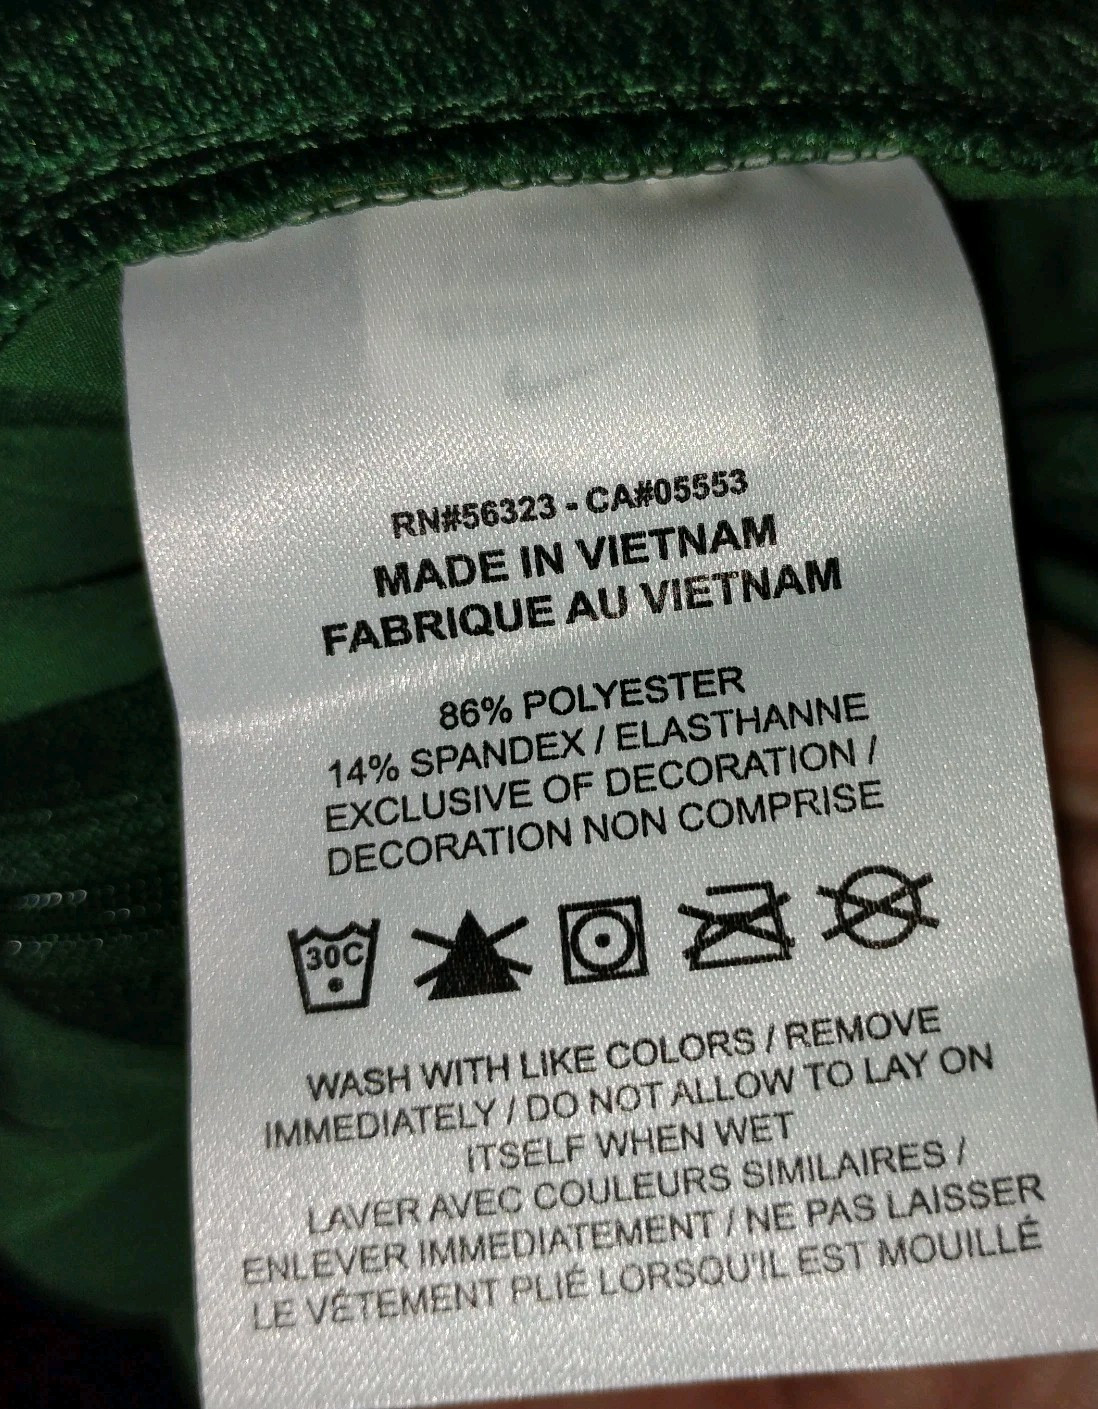 RN#56323 - CA#05553
MADE IN VIETNAM
FABRIQUE AU VIETNAM
86% POLYESTER
14% SPANDEX / ELASTHANNE
EXCLUSIVE OF DECORATION /
DECORATION NON COMPRISE
30C
WASH WITH LIKE COLORS / REMOVE
IMMEDIATELY / DO NOT ALLOW TO LAY ON
ITSELF WHEN WET
LAVER AVEC COULEURS SIMILAIRES /
ENLEVER IMMEDIATEMENT / NE PAS LAISSER
LE VÉTEMENT PLIÉ LORSQU'IL EST MOUILLÉ